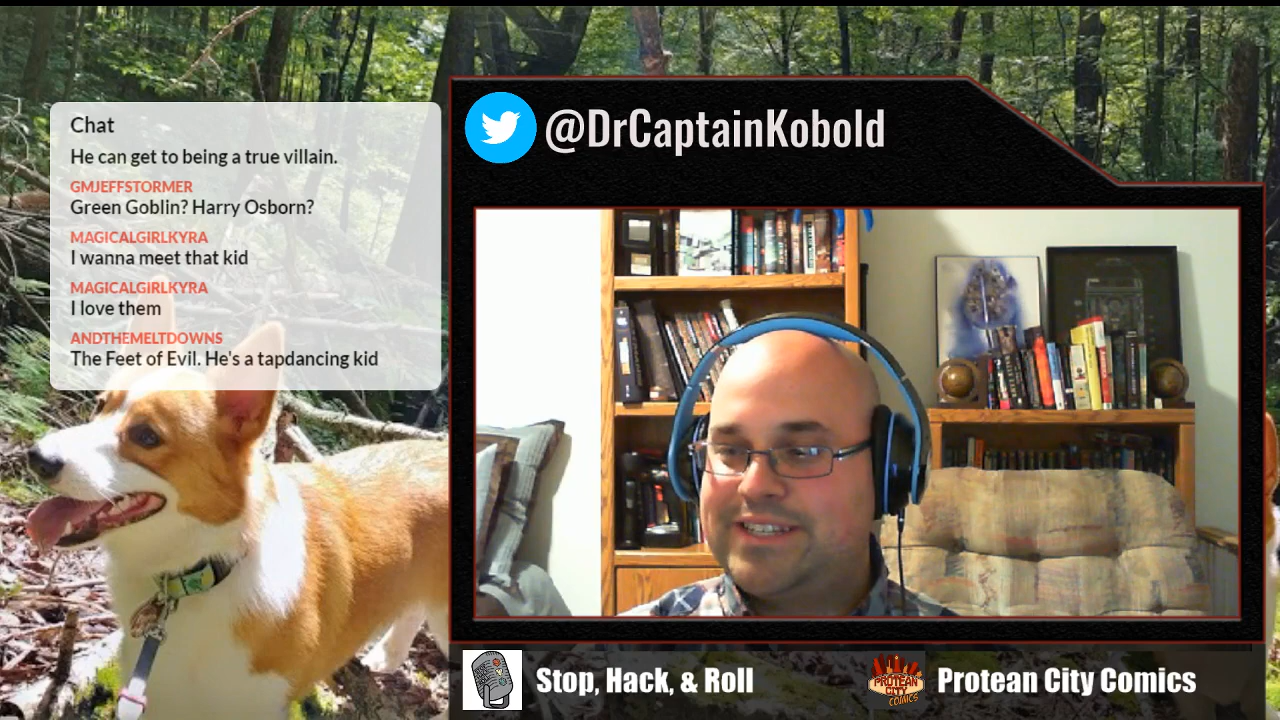 Chat
He can get to being a true villain.
GMJEFFSTORMER
Green Goblin? Harry Osborn?
MAGICALGIRLKYRA
I wanna meet that kid
MAGICALGIRLKYRA
I love them
ANDTHEMELTDOWNS
The Feet of Evil. He's a tapdancing kid
@DrCaptainKobold
Stop, Hack, & Roll
PROTEAN
CITY
COMICS
Protean City Comics